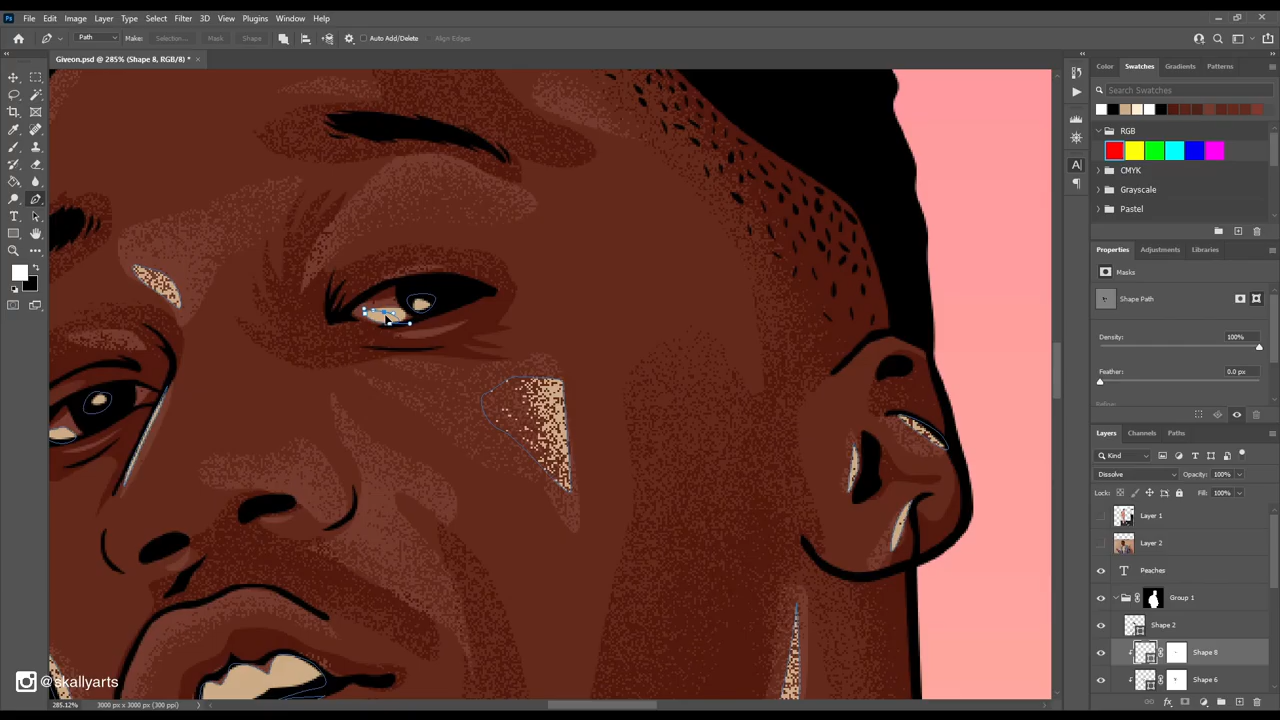 Ps File Edit Image Layer Type Select Filter 3D View Plugins Window Help
Path Make: Selection... Mask Shape Auto Add/Delete Align Edges
Giveon.psd @ 285% (Shape 8, RGB/8) *
Color Swatches Gradients Patterns
Search Swatches
RGB
CMYK
Grayscale
Pastel
Properties Adjustments Libraries
Masks
Shape Path
Density: 100%
Feather: 0.0 px
Refine:
Layers Channels Paths
Kind
Dissolve Opacity: 100%
Lock: Fill: 100%
Layer 1
Layer 2
Peaches
Group 1
Shape 2
Shape 8
Shape 6
@skallyarts
285.12% 3000 px x 3000 px (300 ppi)